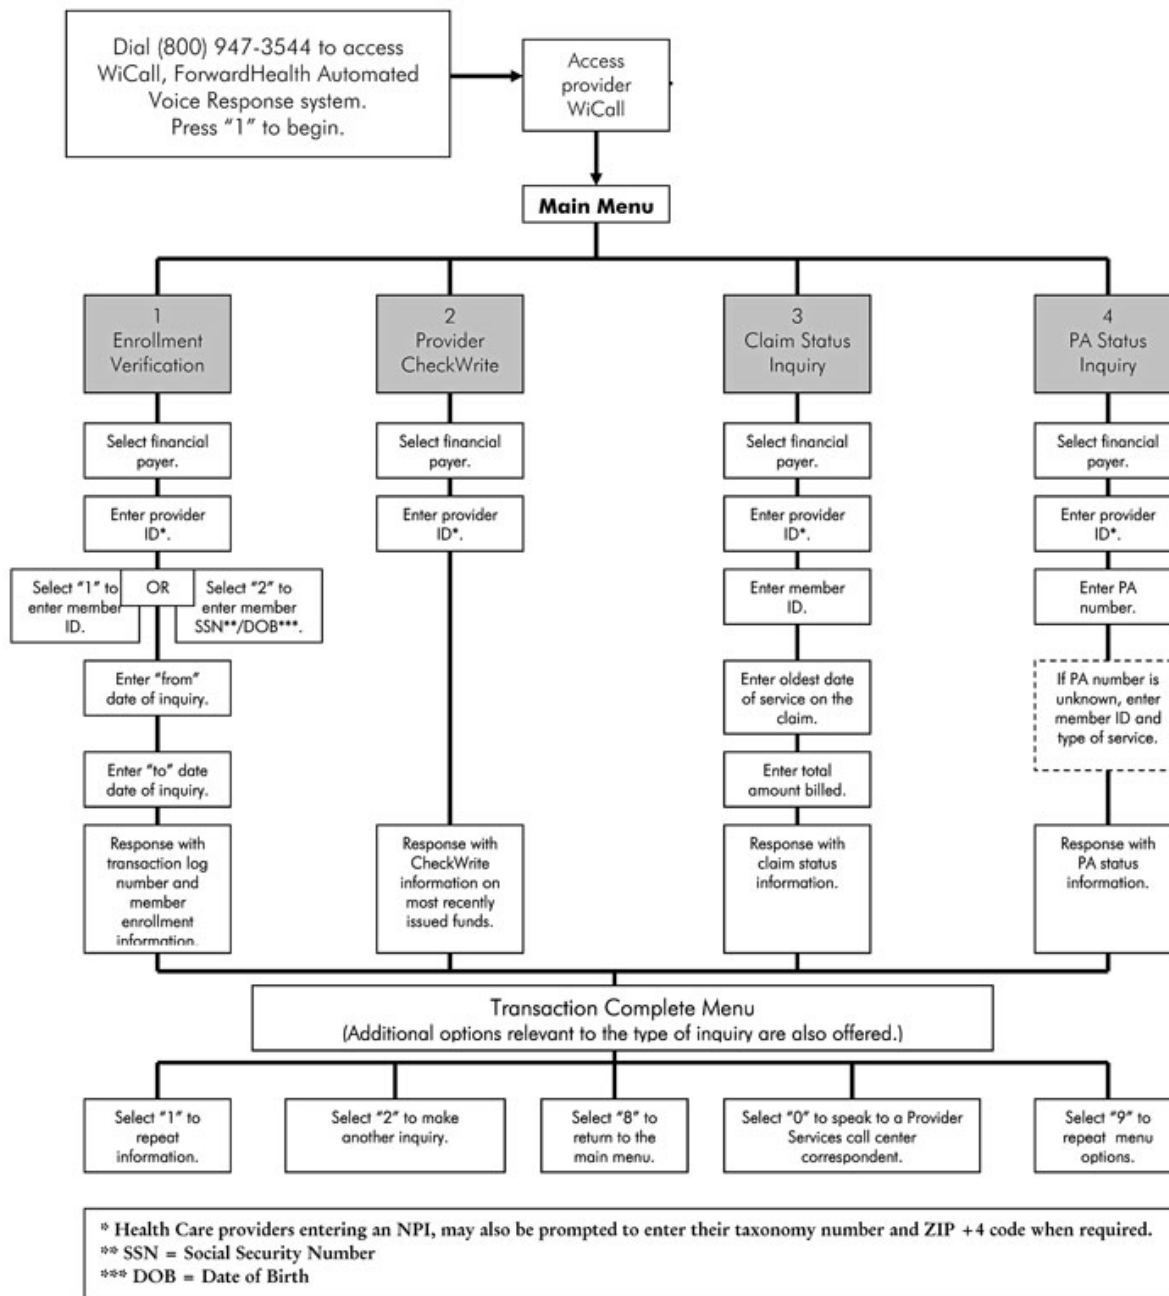 Dial (800) 947-3544 to access
WiCall, ForwardHealth Automated
Voice Response system.
Press “1” to begin.
Access
provider
WiCall
Main Menu
1
Enrollment
Verification
2
Provider
CheckWrite
3
Claim Status
Inquiry
4
PA Status
Inquiry
Select financial
payer.
Select financial
payer.
Select financial
payer.
Select financial
payer.
Enter provider
ID*.
Enter provider
ID*.
Enter provider
ID*.
Enter provider
ID*.
Select “1” to
enter member
ID.
OR
Select “2” to
enter member
SSN**/DOB***.
Enter member
ID.
Enter PA
number.
Enter “from”
date of inquiry.
Enter oldest date
of service on the
claim.
If PA number is
unknown, enter
member ID and
type of service.
Enter “to” date
date of inquiry.
Enter total
amount billed.
Response with
transaction log
number and
member
enrollment
information.
Response with
CheckWrite
information on
most recently
issued funds.
Response with
claim status
information.
Response with
PA status
information.
Transaction Complete Menu
(Additional options relevant to the type of inquiry are also offered.)
Select “1” to
repeat
information.
Select “2” to make
another inquiry.
Select “8” to
return to the
main menu.
Select “0” to speak to a Provider
Services call center
correspondent.
Select “9” to
repeat menu
options.
* Health Care providers entering an NPI, may also be prompted to enter their taxonomy number and ZIP +4 code when required.
** SSN = Social Security Number
*** DOB = Date of Birth